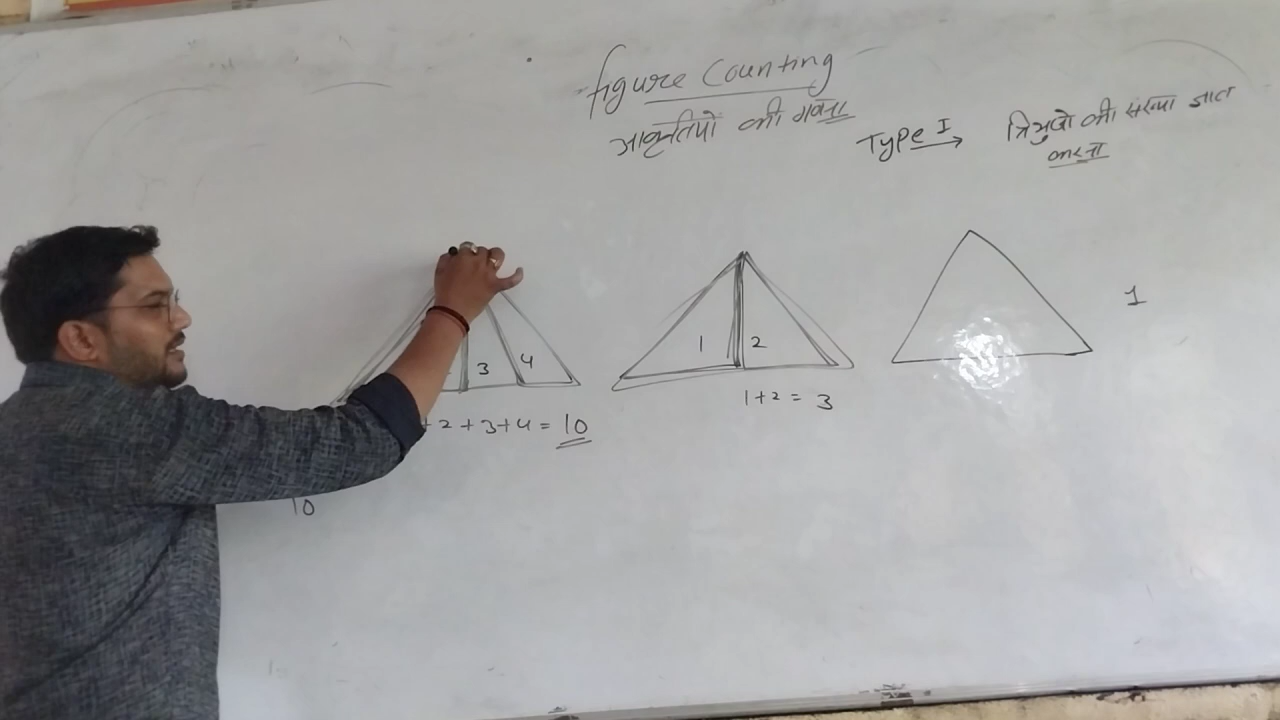 figure Counting
आकृतियों की गणना
Type I → त्रिभुजो की संख्या ज्ञात
करना
3 4
+ 2 + 3 + 4 = 10
10
1 2
1 + 2 = 3
1